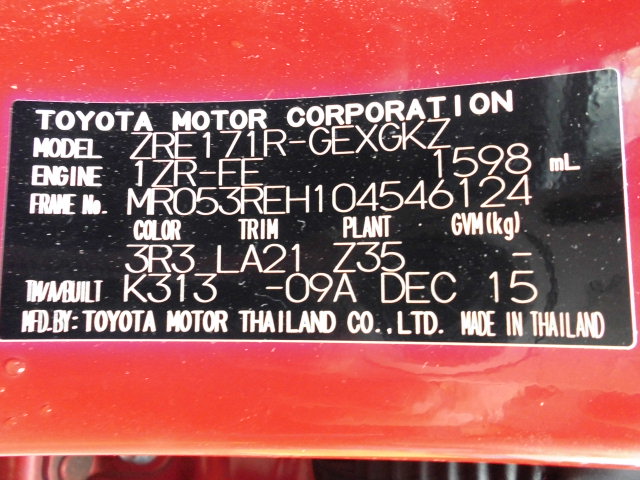 TOYOTA MOTOR CORPORATION
MODEL ZRE171R-GEXGKZ
ENGINE 1ZR-FE 1598 mL
FRAME No. MR053REH104546124
COLOR TRIM PLANT GVM(kg)
3R3 LA21 Z35 -
T/M/A/BUILT K313 -09A DEC 15
MFD.BY: TOYOTA MOTOR THAILAND CO.,LTD. MADE IN THAILAND